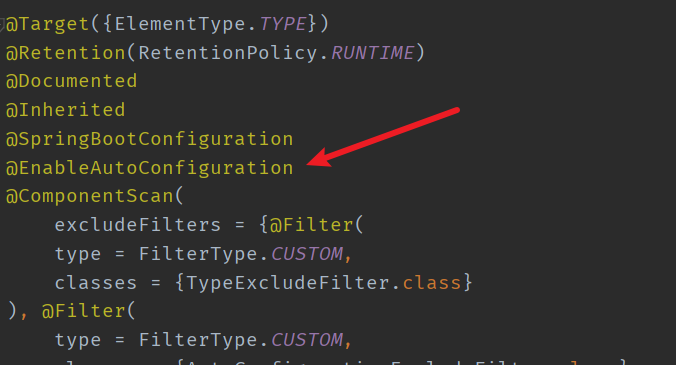 @Target({ElementType.TYPE})
@Retention(RetentionPolicy.RUNTIME)
@Documented
@Inherited
@SpringBootConfiguration
@EnableAutoConfiguration
@ComponentScan(
    excludeFilters = {@Filter(
    type = FilterType.CUSTOM,
    classes = {TypeExcludeFilter.class}
), @Filter(
    type = FilterType.CUSTOM,